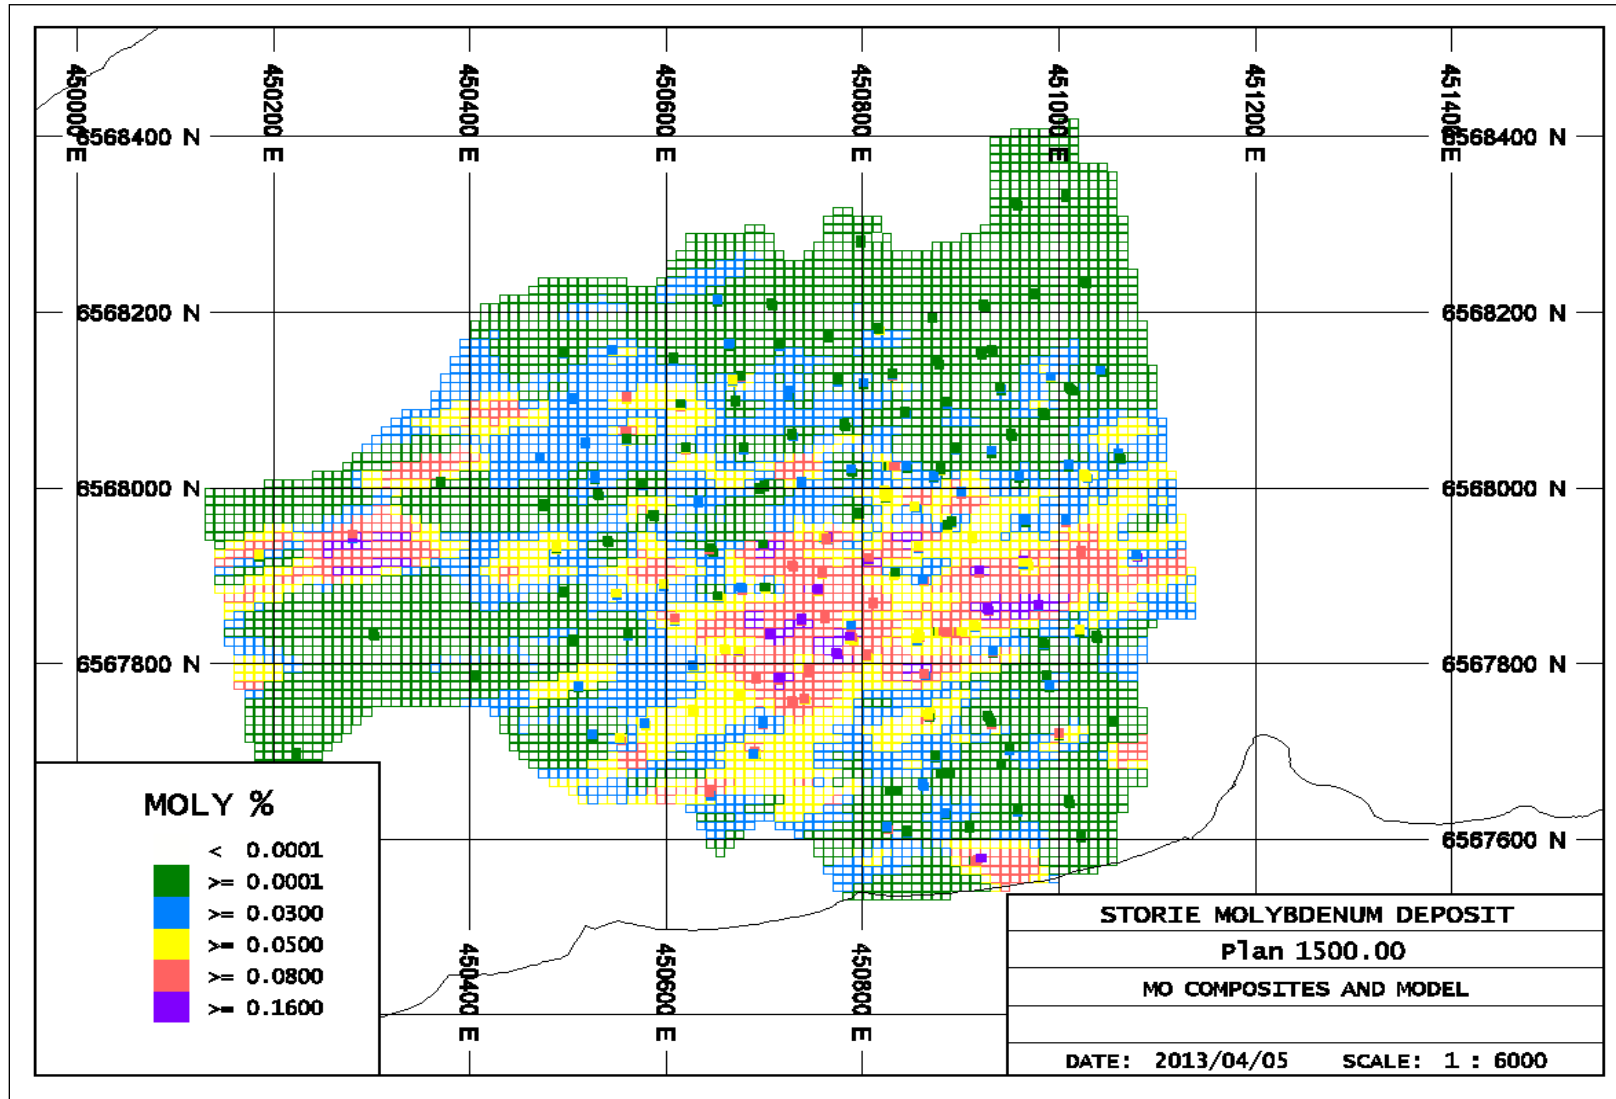 450000 E
450200 E
450400 E
450600 E
450800 E
451000 E
451200 E
451400 E
6568400 N
6568400 N
6568200 N
6568200 N
6568000 N
6568000 N
6567800 N
6567800 N
6567600 N
MOLY %
< 0.0001
>= 0.0001
>= 0.0300
>= 0.0500
>= 0.0800
>= 0.1600
450400 E
450600 E
450800 E
STORIE MOLYBDENUM DEPOSIT
Plan 1500.00
MO COMPOSITES AND MODEL
DATE: 2013/04/05 SCALE: 1 : 6000